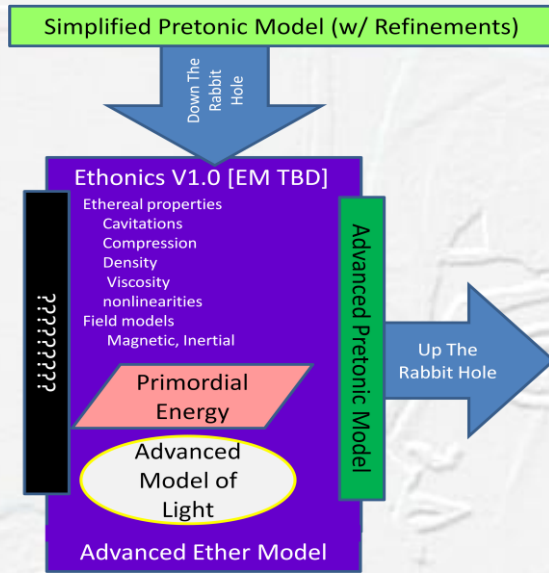 Simplified Pretonic Model (w/ Refinements)
Down The
Rabbit
Hole
Ethonics V1.0 [EM TBD]
Ethereal properties
Cavitations
Compression
Density
Viscosity
nonlinearities
Field models
Magnetic, Inertial
?????????
Primordial
Energy
Advanced
Model of
Light
Advanced Ether Model
Advanced Pretonic Model
Up The
Rabbit Hole